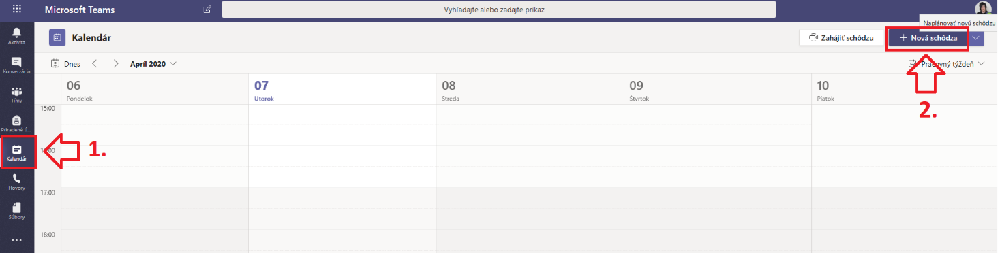 Microsoft Teams
Vyhľadajte alebo zadajte príkaz
Naplánovať novú schôdzu
Aktivita
Konverzácia
Tímy
Priradené ú...
Kalendár
Hovory
Súbory
Kalendár
Zahájiť schôdzu
+ Nová schôdza
Dnes
Apríl 2020
Pracovný týždeň
2.
06
Pondelok
07
Utorok
08
Streda
09
Štvrtok
10
Piatok
15:00
1.
17:00
18:00